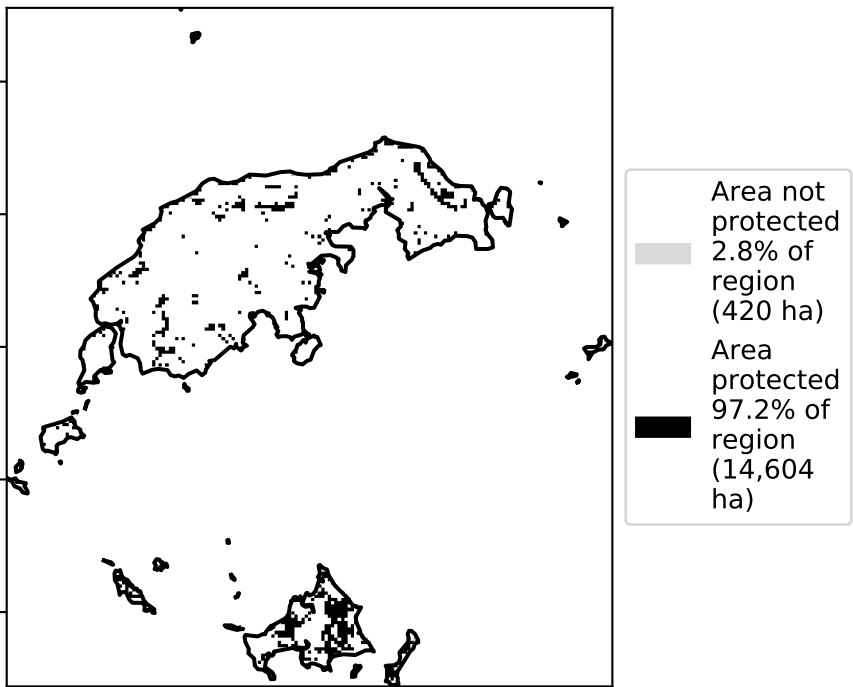 Area not
protected
2.8% of
region
(420 ha)
Area
protected
97.2% of
region
(14,604
ha)